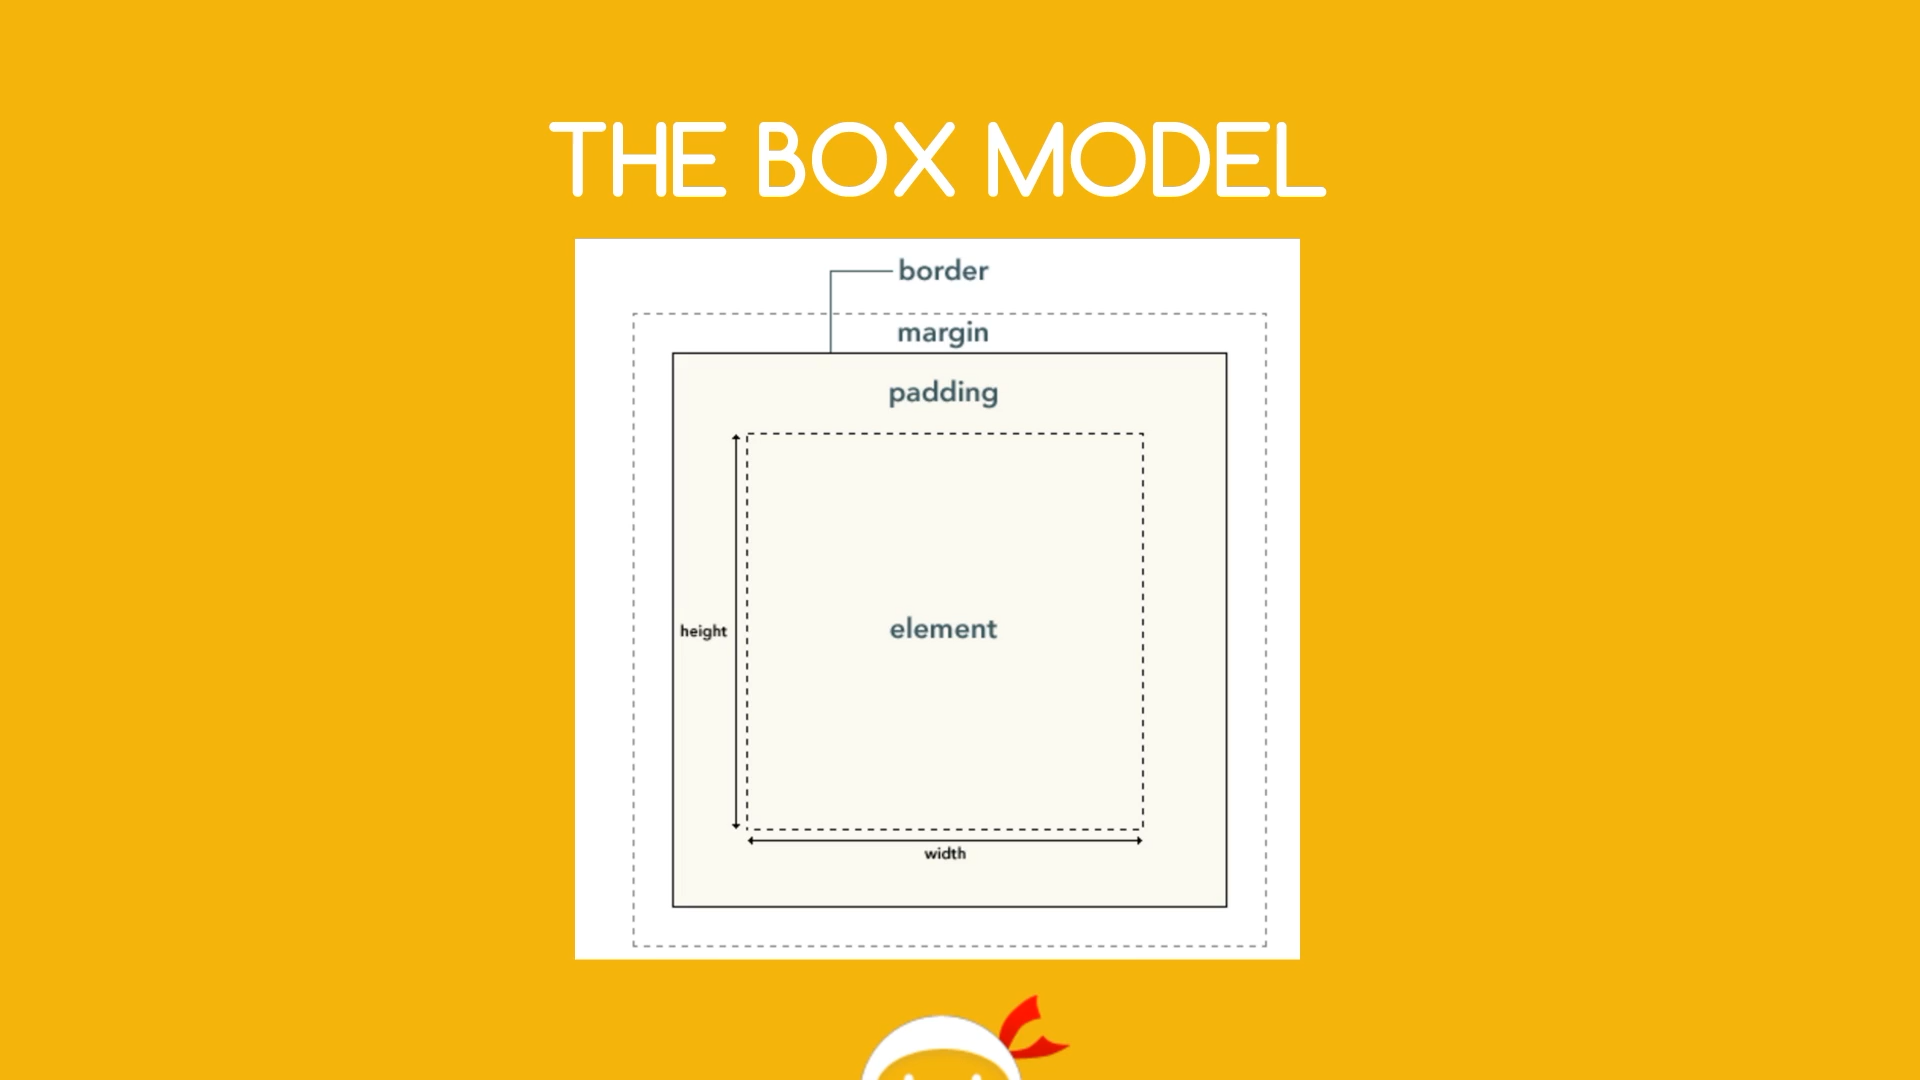 THE BOX MODEL
border
margin
padding
element
height
width